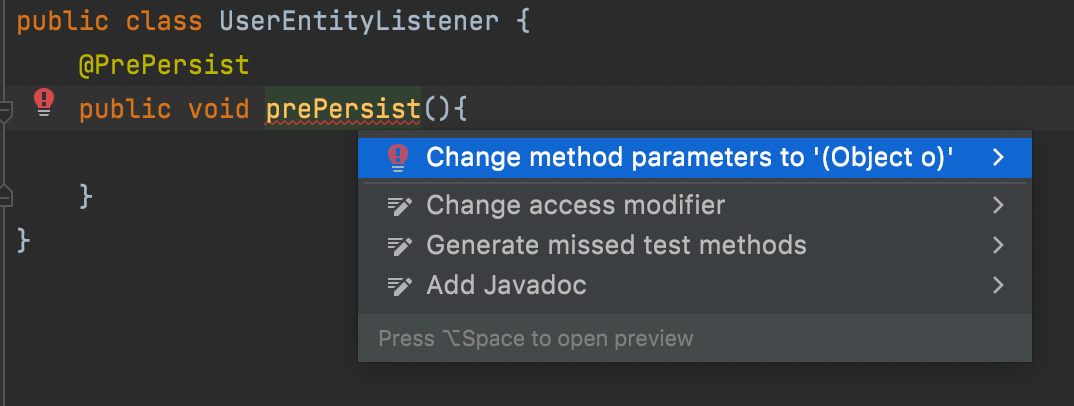 public class UserEntityListener {
@PrePersist
public void prePersist(){
Change method parameters to '(Object o)'
Change access modifier
Generate missed test methods
Add Javadoc
Press ⌥Space to open preview
}
}